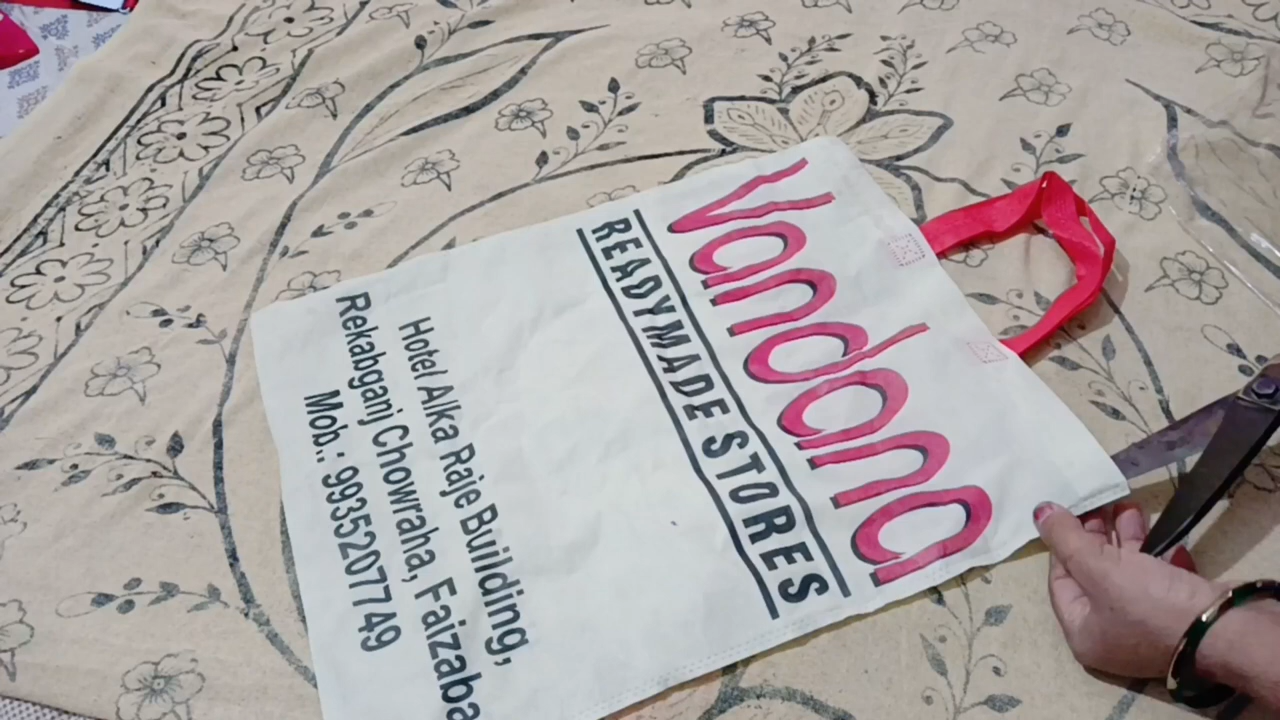 Vandana
READYMADE STORES
Hotel Alka Raje Building,
Rekabganj Chowraha, Faizaba
Mob.: 9935207749